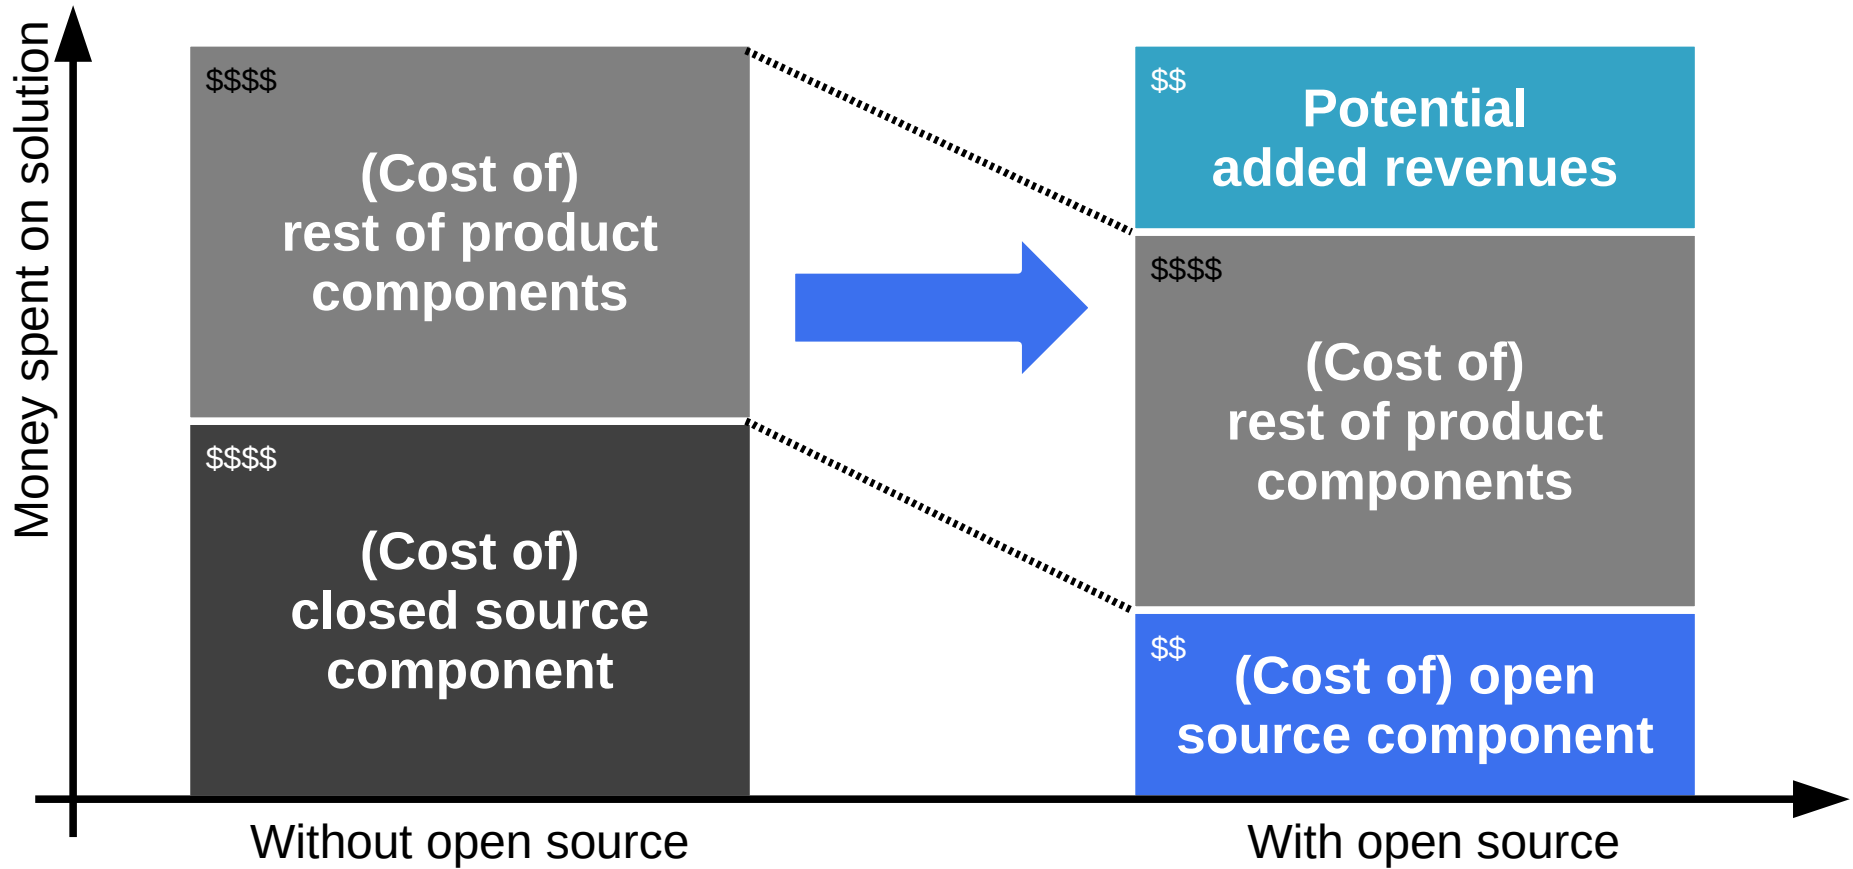 Money spent on solution
$$$$
(Cost of)
rest of product
components
$$$$
(Cost of)
closed source
component
Without open source
$$
Potential
added revenues
$$$$
(Cost of)
rest of product
components
$$
(Cost of) open
source component
With open source